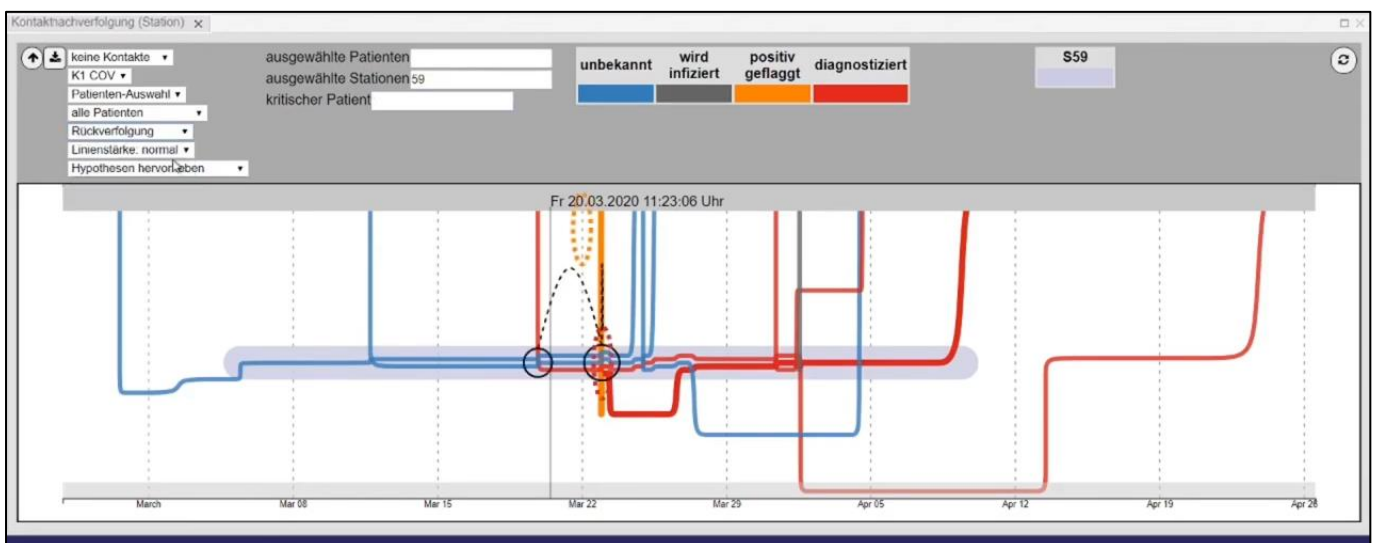 Kontaktnachverfolgung (Station) x
keine Kontakte
K1 COV
Patienten-Auswahl
alle Patienten
Rückverfolgung
Linienstärke: normal
Hypothesen hervorheben
ausgewählte Patienten
ausgewählte Stationen 59
kritischer Patient
unbekannt wird infiziert positiv geflaggt diagnostiziert
S59
Fr 20.03.2020 11:23:06 Uhr
March Mar 08 Mar 15 Mar 22 Mar 29 Apr 05 Apr 12 Apr 19 Apr 26